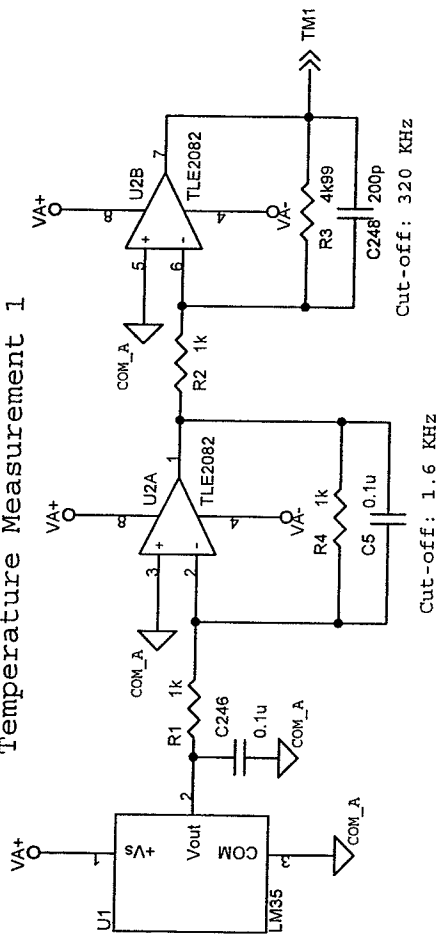 Temperature Measurement 1
VA+
U1
1
+Vs
Vout
2
COM
3
LM35
COM_A
R1
1k
C246
0.1u
COM_A
COM_A
VA+
8
U2A
3
+
2
-
1
TLE2082
4
VA-
R4
1k
C5
0.1u
Cut-off: 1.6 KHz
R2
1k
COM_A
VA+
8
U2B
5
+
6
-
7
TLE2082
4
VA-
R3
4k99
C248
200p
Cut-off: 320 KHz
TM1